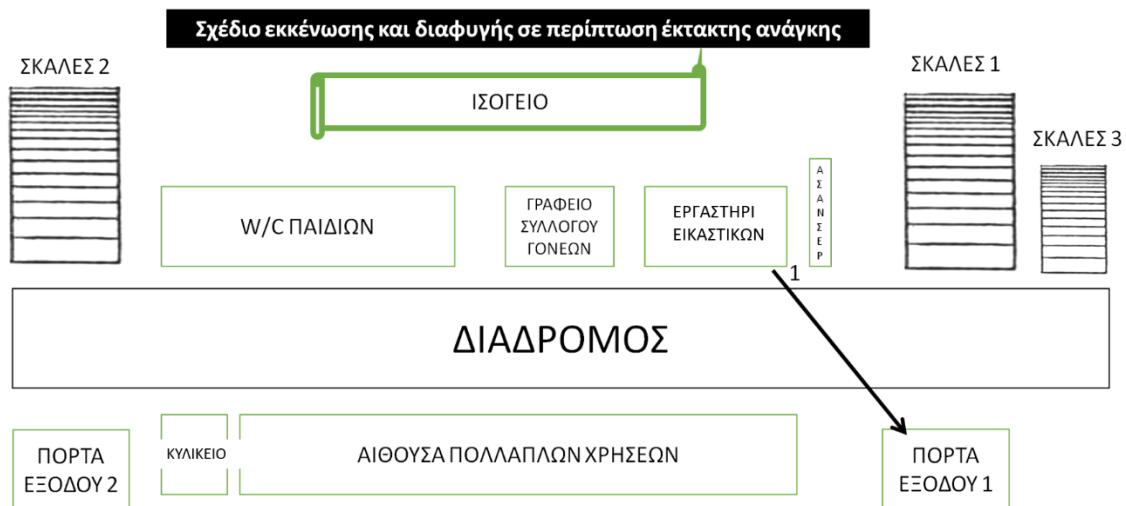 Σχέδιο εκκένωσης και διαφυγής σε περίπτωση έκτακτης ανάγκης
ΣΚΑΛΕΣ 2
ΣΚΑΛΕΣ 1
ΙΣΟΓΕΙΟ
ΣΚΑΛΕΣ 3
W/C ΠΑΙΔΙΩΝ
ΓΡΑΦΕΙΟ
ΣΥΛΛΟΓΟΥ
ΓΟΝΕΩΝ
ΕΡΓΑΣΤΗΡΙ
ΕΙΚΑΣΤΙΚΩΝ
ΑΣΑΝΣΕΡ
1
ΔΙΑΔΡΟΜΟΣ
ΠΟΡΤΑ
ΕΞΟΔΟΥ 2
ΚΥΛΙΚΕΙΟ
ΑΙΘΟΥΣΑ ΠΟΛΛΑΠΛΩΝ ΧΡΗΣΕΩΝ
ΠΟΡΤΑ
ΕΞΟΔΟΥ 1